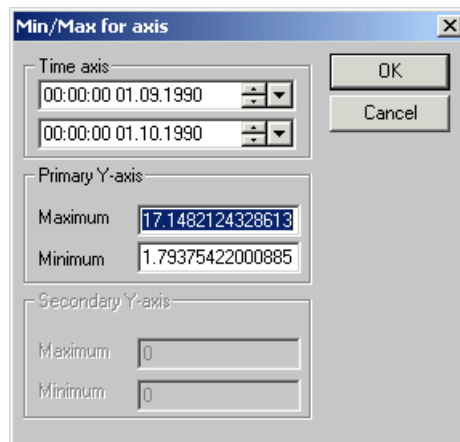 Min/Max for axis
Time axis
00:00:00 01.09.1990
00:00:00 01.10.1990
OK
Cancel
Primary Y-axis
Maximum 17.1482124328613
Minimum 1.79375422000885
Secondary Y-axis
Maximum 0
Minimum 0